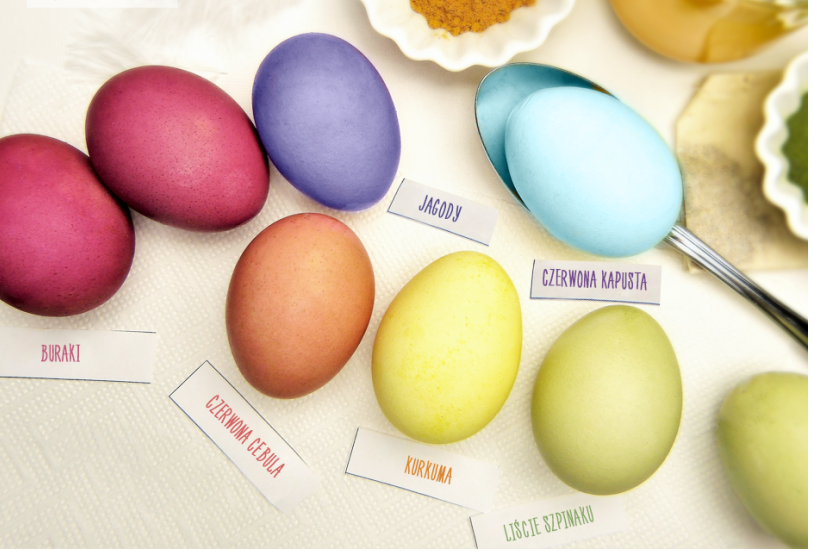 JAGODY
CZERWONA KAPUSTA
BURAKI
CZERWONA CEBULA
KURKUMA
LIŚCIE SZPINAKU